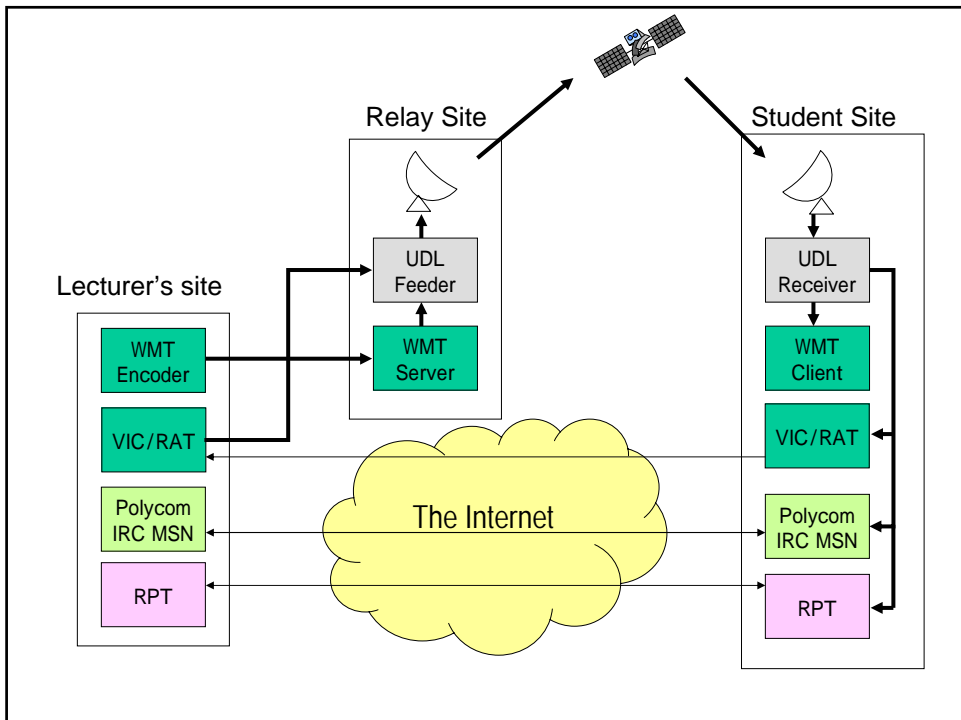 Relay Site
Student Site
Lecturer’s site
UDL
Feeder
WMT
Server
WMT
Encoder
VIC/RAT
Polycom
IRC MSN
RPT
The Internet
UDL
Receiver
WMT
Client
VIC/RAT
Polycom
IRC MSN
RPT